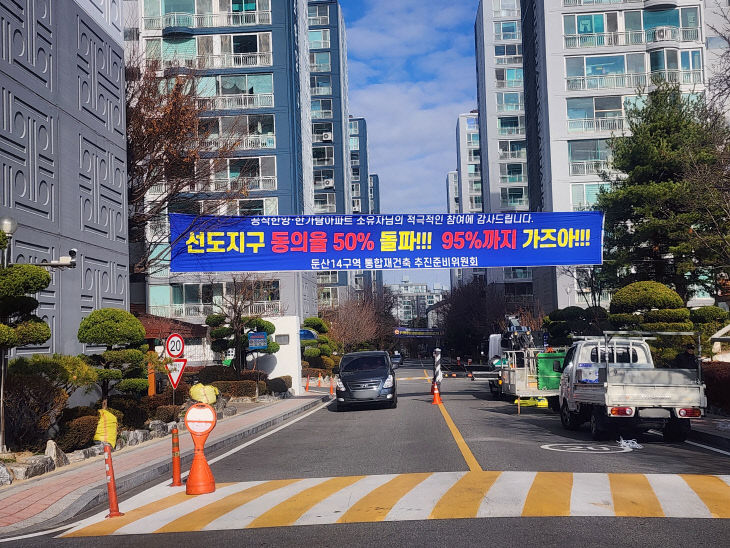 공작한양·한가람아파트 소유자님의 적극적인 참여에 감사드립니다.
선도지구 동의율 50% 돌파!!! 95%까지 가즈아!!!
둔산14구역 통합재건축 추진준비위원회
20